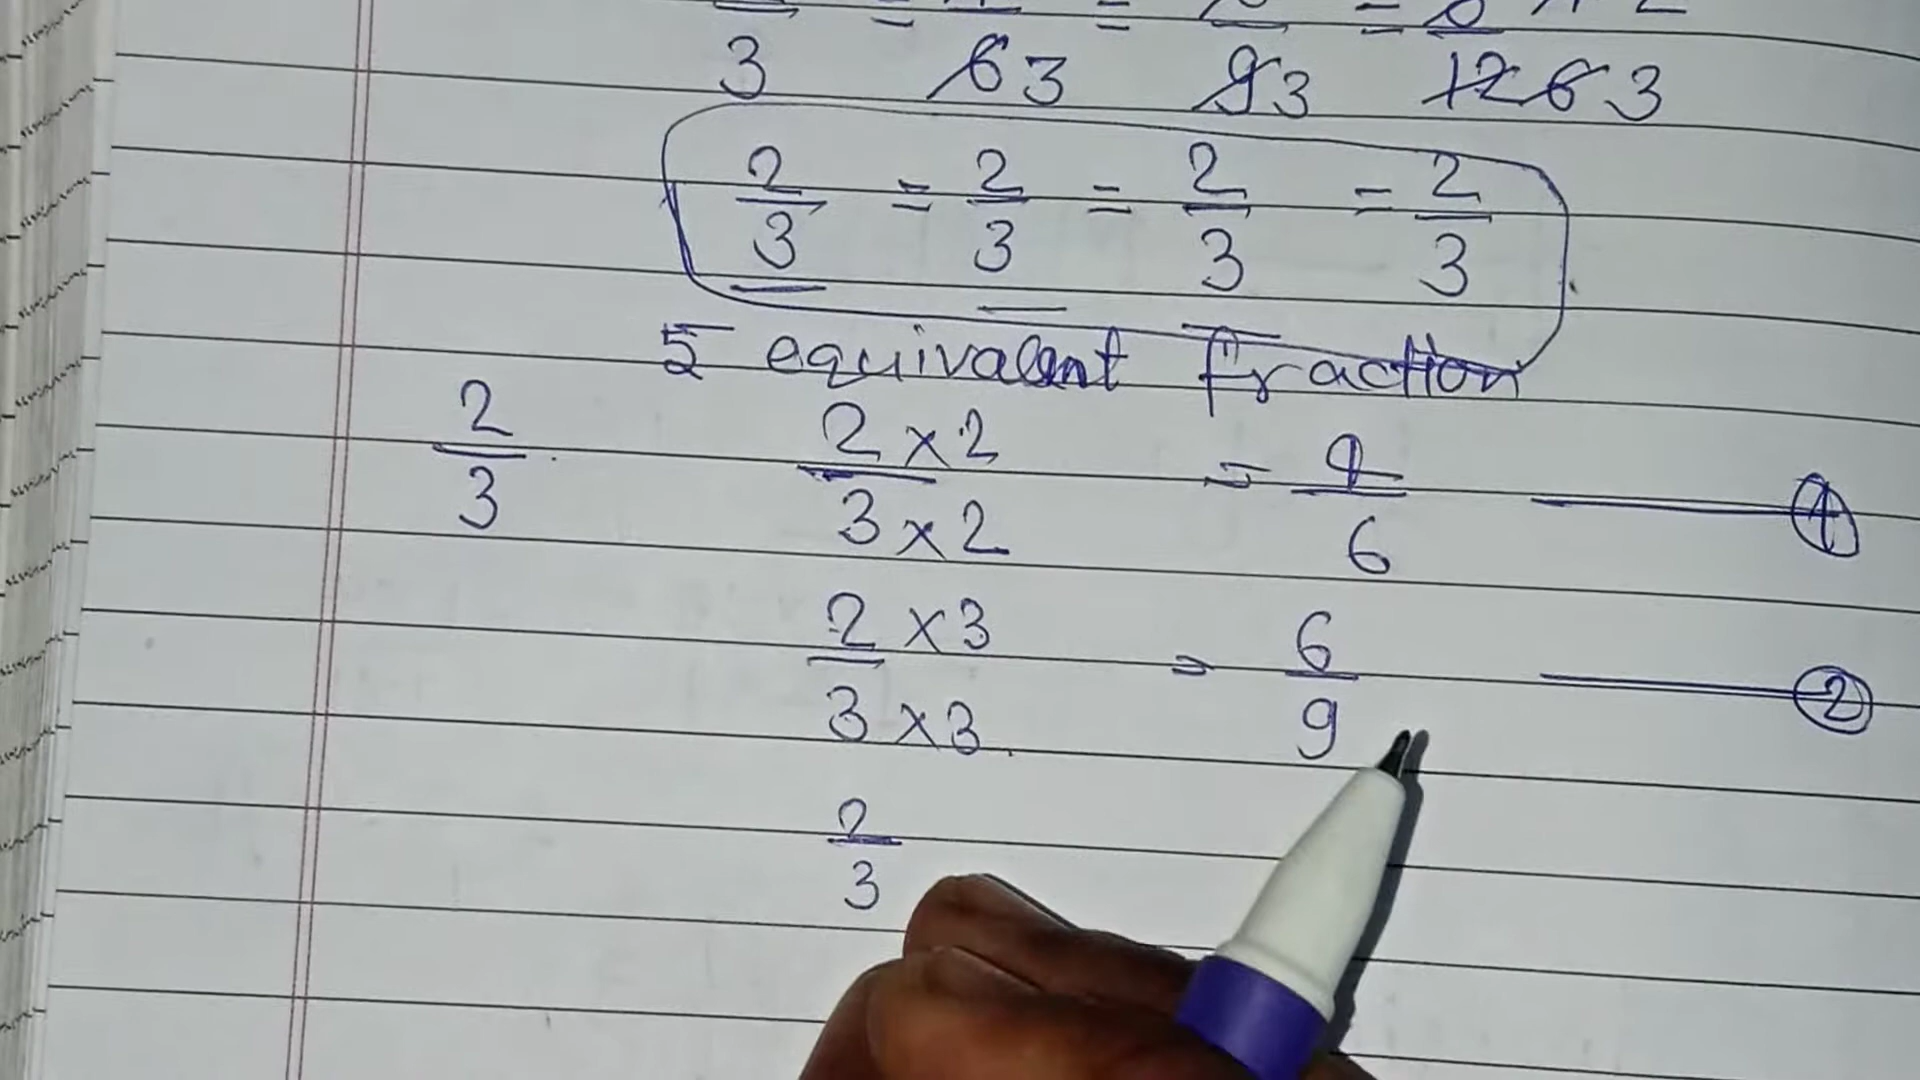 3 63 93 1263
2/3 = 2/3 = 2/3 = 2/3
5 equivalent fraction
2/3 2×2/3×2 = 4/6 1
2×3/3×3 = 6/9 2
2/3